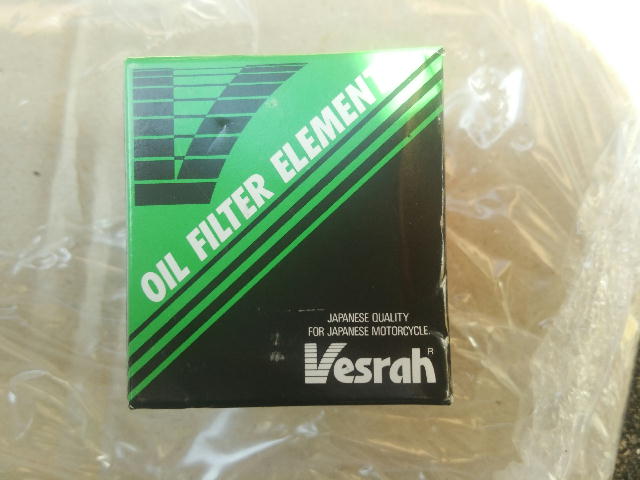 OIL FILTER ELEMENT
JAPANESE QUALITY
FOR JAPANESE MOTORCYCLE.
Vesrah R